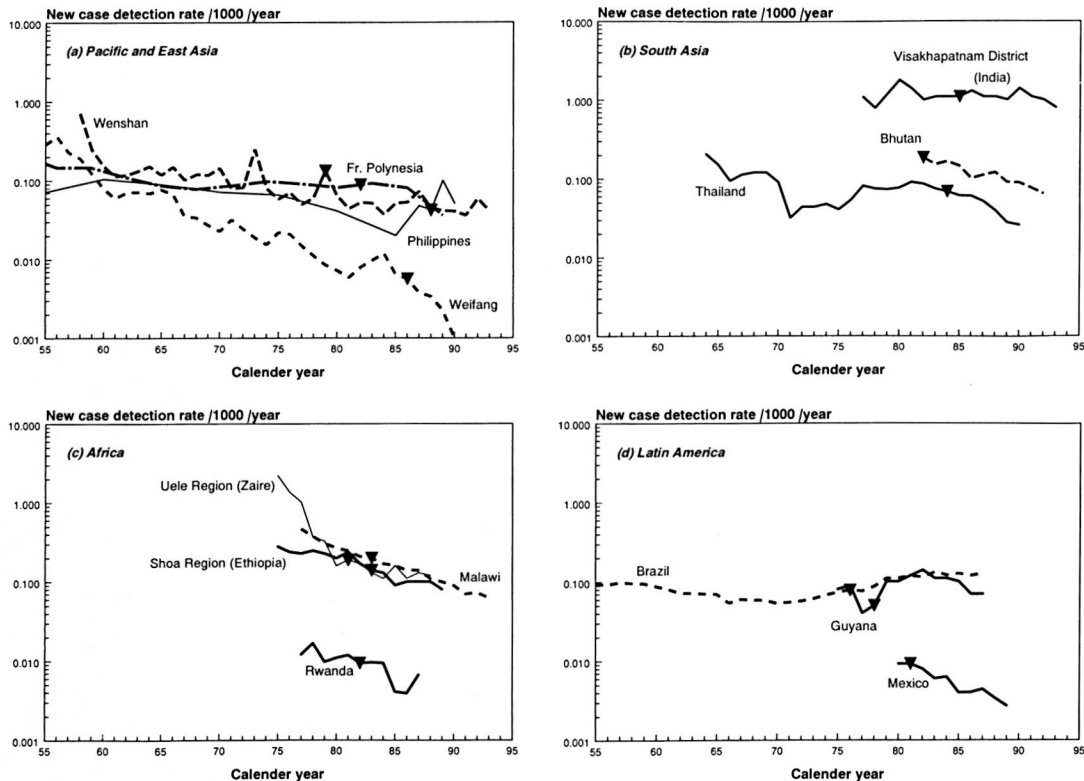 New case detection rate /1000 /year
10.000
(a) Pacific and East Asia
1.000
Wenshan
Fr. Polynesia
0.100
Philippines
0.010
Weifang
0.001
55 60 65 70 75 80 85 90 95
Calender year
New case detection rate /1000 /year
10.000
(b) South Asia
Visakhapatnam District
(India)
1.000
Bhutan
0.100
Thailand
0.010
0.001
55 60 65 70 75 80 85 90 95
Calender year
New case detection rate /1000 /year
10.000
(c) Africa
Uele Region (Zaire)
1.000
Shoa Region (Ethiopia)
Malawi
0.100
Rwanda
0.010
0.001
55 60 65 70 75 80 85 90 95
Calender year
New case detection rate /1000 /year
10.000
(d) Latin America
1.000
Brazil
0.100
Guyana
0.010
Mexico
0.001
55 60 65 70 75 80 85 90 95
Calender year